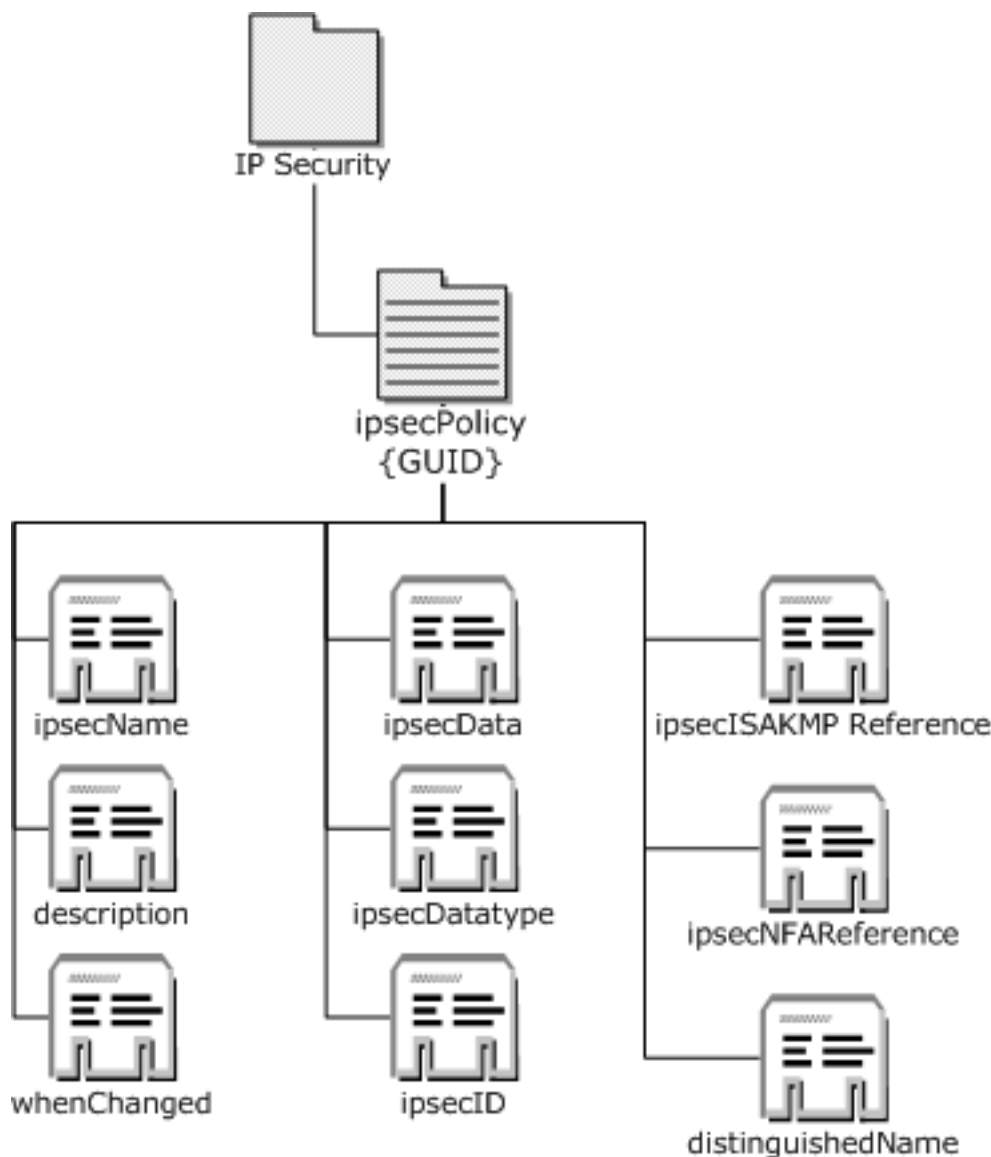 IP Security
ipsecPolicy
{GUID}
ipsecName
ipsecData
ipsecISAKMP Reference
description
ipsecDatatype
ipsecNFAReference
whenChanged
ipsecID
distinguishedName